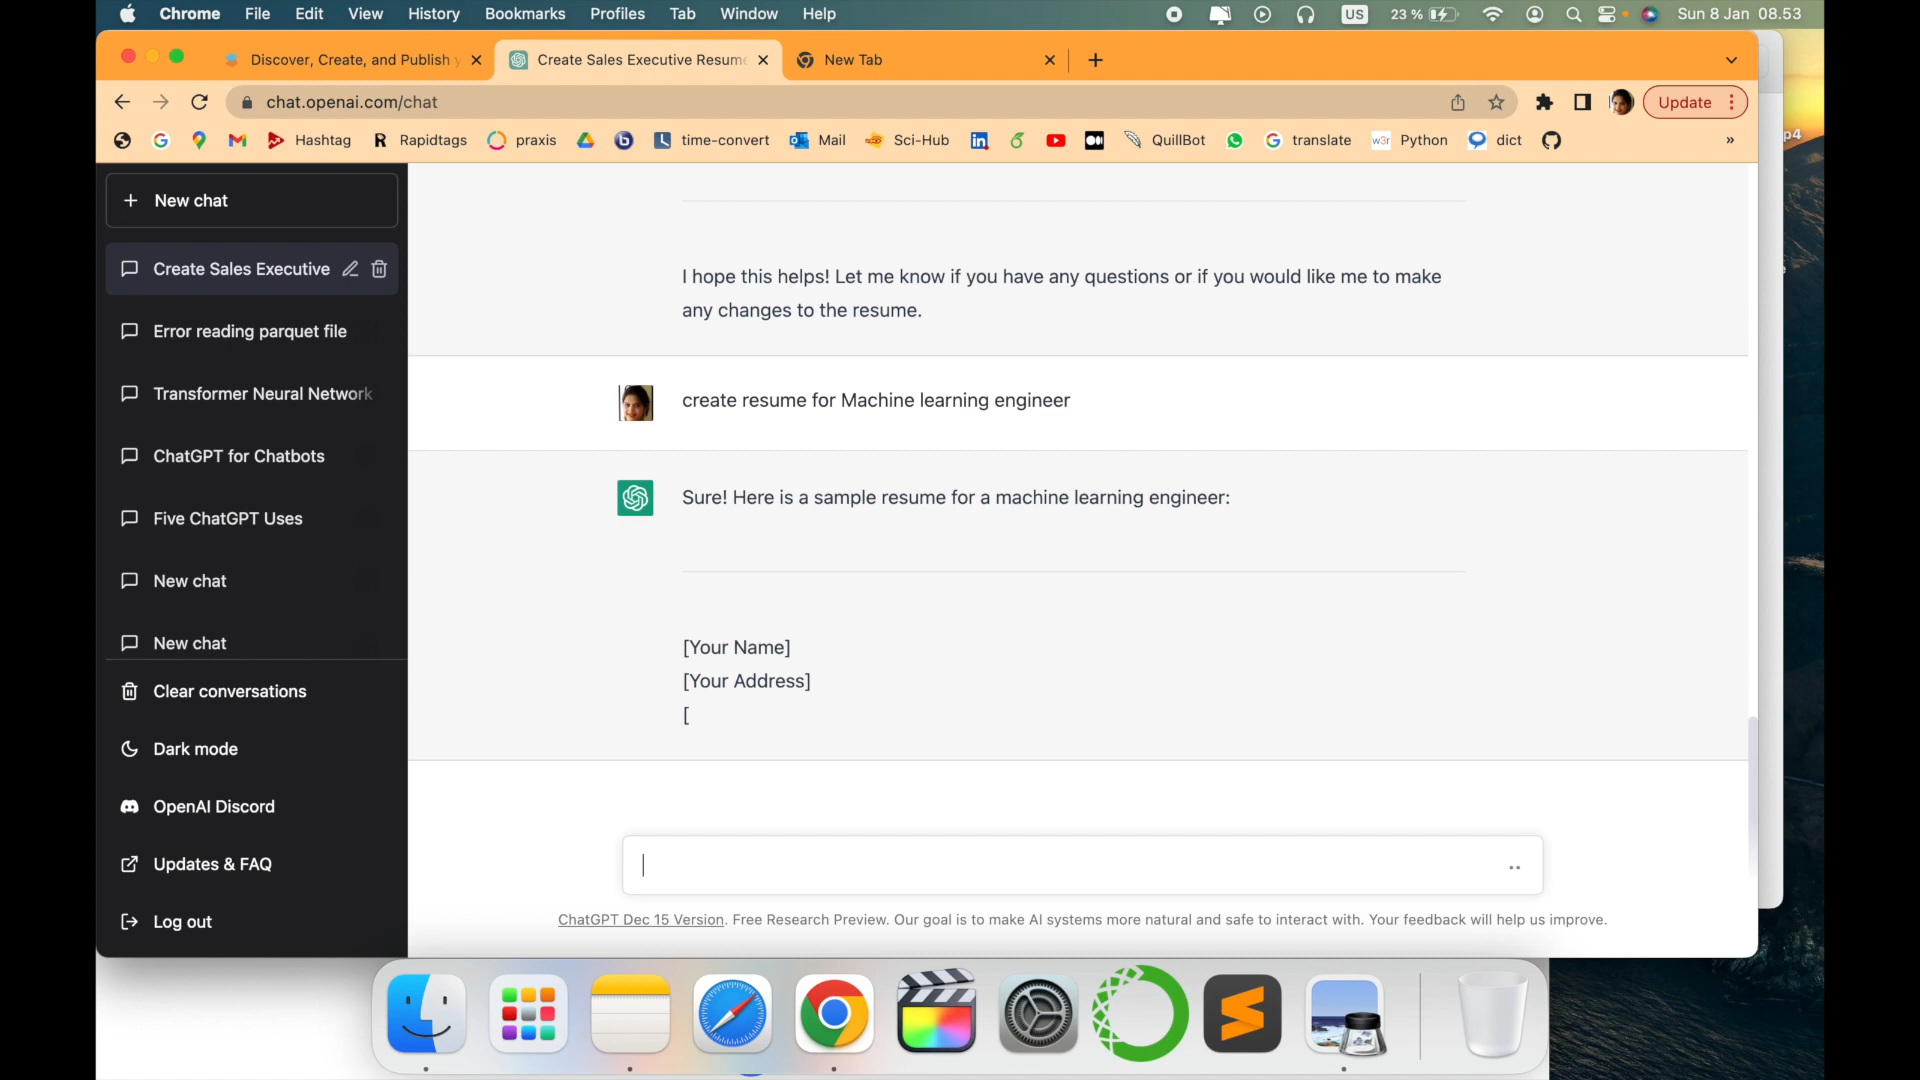 Chrome File Edit View History Bookmarks Profiles Tab Window Help US 23 % Sun 8 Jan 08.53
Discover, Create, and Publish Create Sales Executive Resume New Tab
chat.openai.com/chat Update
Hashtag R Rapidtags praxis L time-convert Mail Sci-Hub in QuillBot translate w3r Python dict »
p4
New chat
Create Sales Executive
Error reading parquet file
Transformer Neural Network
ChatGPT for Chatbots
Five ChatGPT Uses
New chat
New chat
Clear conversations
Dark mode
OpenAI Discord
Updates & FAQ
Log out
I hope this helps! Let me know if you have any questions or if you would like me to make
any changes to the resume.
create resume for Machine learning engineer
Sure! Here is a sample resume for a machine learning engineer:
[Your Name]
[Your Address]
[
ChatGPT Dec 15 Version. Free Research Preview. Our goal is to make AI systems more natural and safe to interact with. Your feedback will help us improve.